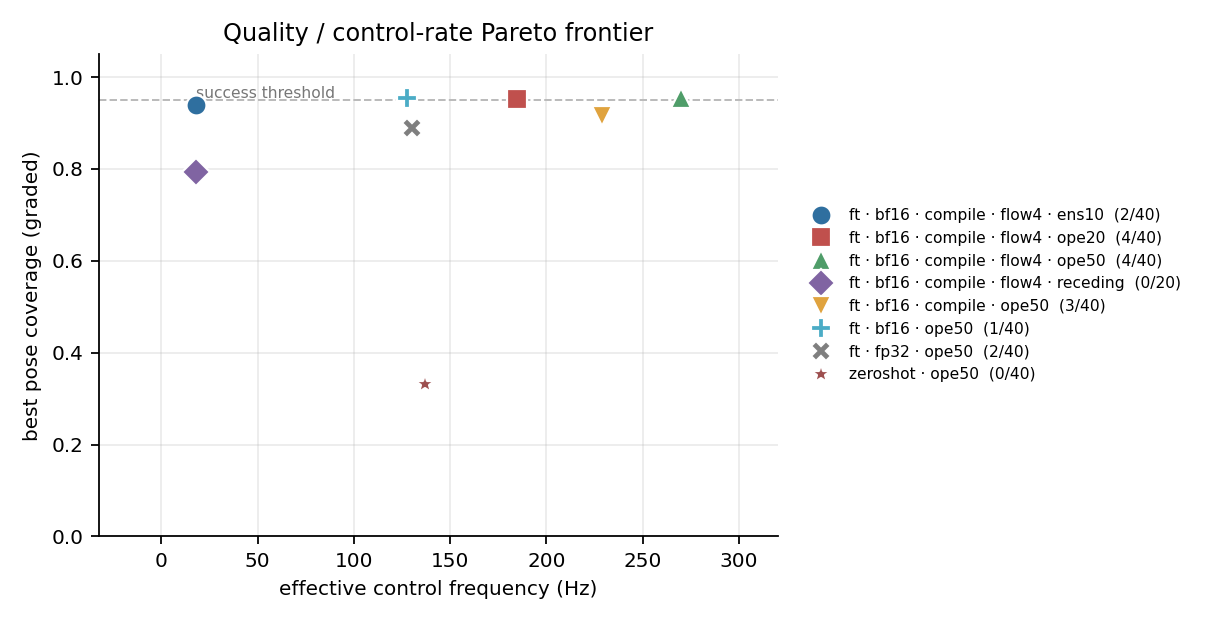 Quality / control-rate Pareto frontier
best pose coverage (graded)
1.0
0.8
0.6
0.4
0.2
0.0
success threshold
0 50 100 150 200 250 300
effective control frequency (Hz)
ft · bf16 · compile · flow4 · ens10 (2/40)
ft · bf16 · compile · flow4 · ope20 (4/40)
ft · bf16 · compile · flow4 · ope50 (4/40)
ft · bf16 · compile · flow4 · receding (0/20)
ft · bf16 · compile · ope50 (3/40)
ft · bf16 · ope50 (1/40)
ft · fp32 · ope50 (2/40)
zeroshot · ope50 (0/40)